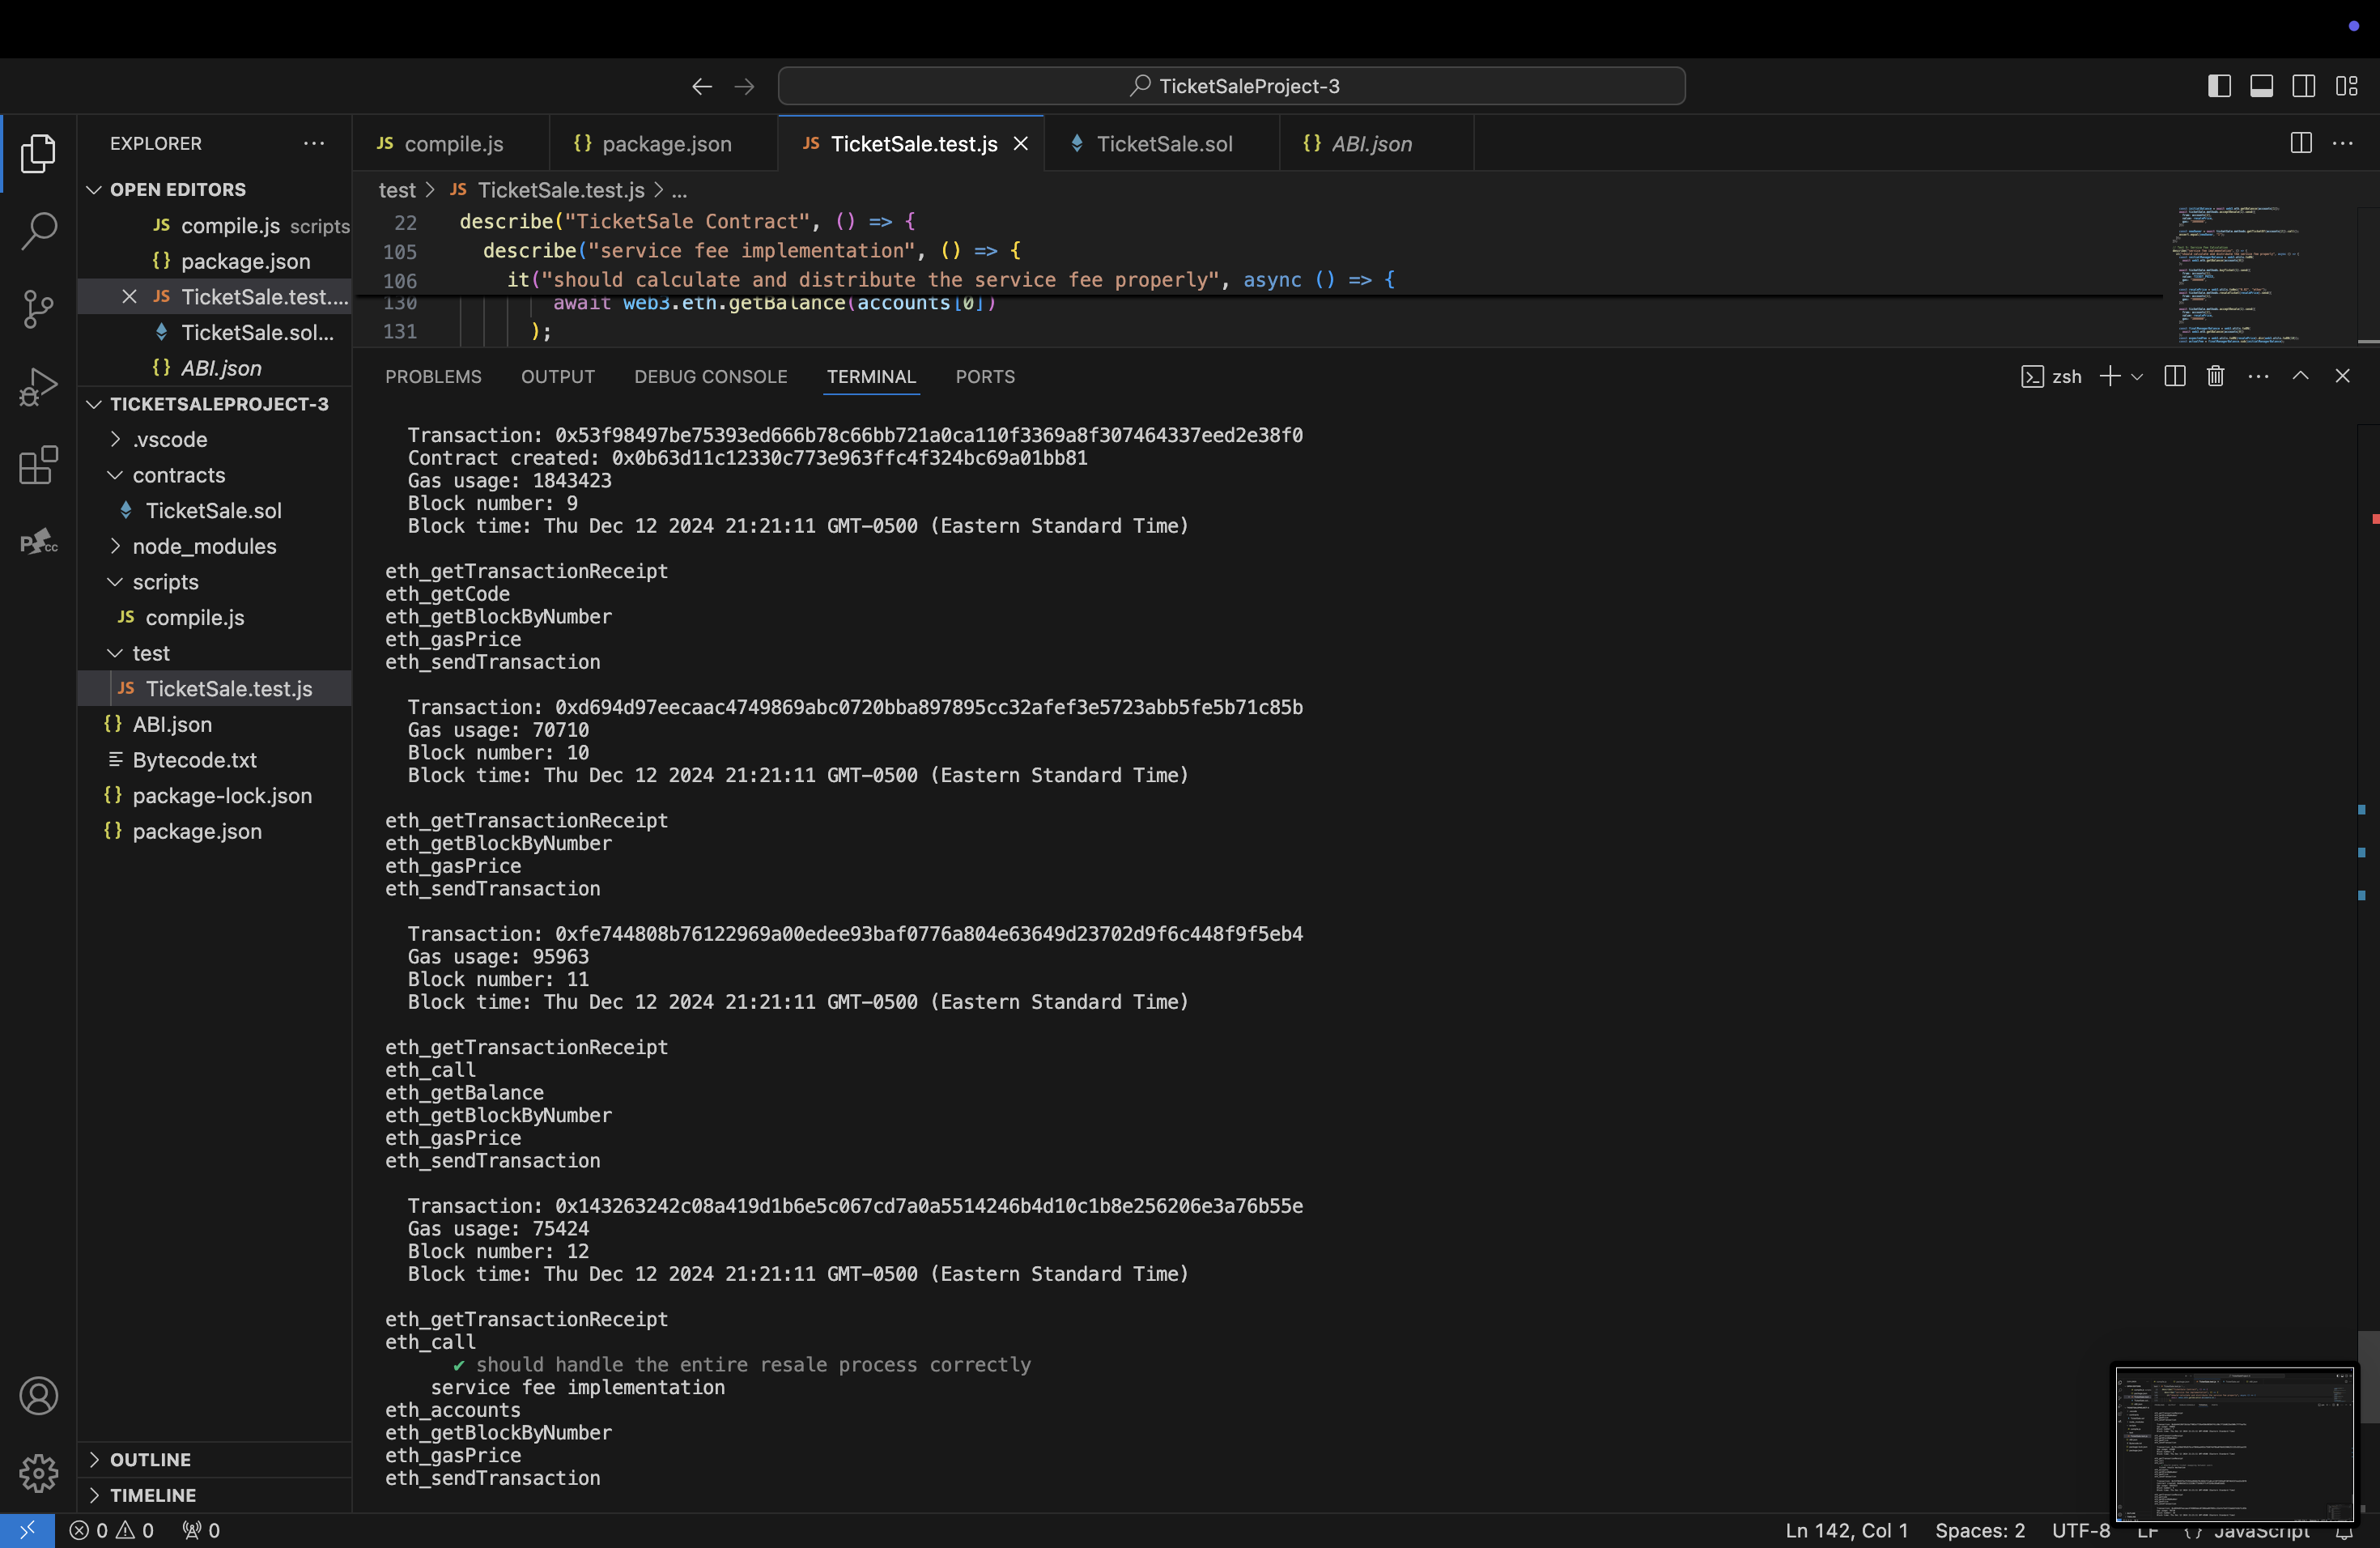 TicketSaleProject-3
EXPLORER
OPEN EDITORS
JS compile.js scripts
{} package.json
JS TicketSale.test....
TicketSale.sol...
{} ABI.json
TICKETSALEPROJECT-3
.vscode
contracts
TicketSale.sol
node_modules
scripts
JS compile.js
test
JS TicketSale.test.js
{} ABI.json
Bytecode.txt
{} package-lock.json
{} package.json
OUTLINE
TIMELINE
JS compile.js
{} package.json
JS TicketSale.test.js
TicketSale.sol
{} ABI.json
test > JS TicketSale.test.js > ...
22 describe("TicketSale Contract", () => {
105 describe("service fee implementation", () => {
106 it("should calculate and distribute the service fee properly", async () => {
130 await web3.eth.getBalance(accounts[0])
131 );
PROBLEMS OUTPUT DEBUG CONSOLE TERMINAL PORTS
zsh
Transaction: 0x53f98497be75393ed666b78c66bb721a0ca110f3369a8f307464337eed2e38f0
Contract created: 0x0b63d11c12330c773e963ffc4f324bc69a01bb81
Gas usage: 1843423
Block number: 9
Block time: Thu Dec 12 2024 21:21:11 GMT-0500 (Eastern Standard Time)
eth_getTransactionReceipt
eth_getCode
eth_getBlockByNumber
eth_gasPrice
eth_sendTransaction
Transaction: 0xd694d97eecaac4749869abc0720bba897895cc32afef3e5723abb5fe5b71c85b
Gas usage: 70710
Block number: 10
Block time: Thu Dec 12 2024 21:21:11 GMT-0500 (Eastern Standard Time)
eth_getTransactionReceipt
eth_getBlockByNumber
eth_gasPrice
eth_sendTransaction
Transaction: 0xfe744808b76122969a00edee93baf0776a804e63649d23702d9f6c448f9f5eb4
Gas usage: 95963
Block number: 11
Block time: Thu Dec 12 2024 21:21:11 GMT-0500 (Eastern Standard Time)
eth_getTransactionReceipt
eth_call
eth_getBalance
eth_getBlockByNumber
eth_gasPrice
eth_sendTransaction
Transaction: 0x143263242c08a419d1b6e5c067cd7a0a5514246b4d10c1b8e256206e3a76b55e
Gas usage: 75424
Block number: 12
Block time: Thu Dec 12 2024 21:21:11 GMT-0500 (Eastern Standard Time)
eth_getTransactionReceipt
eth_call
✔ should handle the entire resale process correctly
service fee implementation
eth_accounts
eth_getBlockByNumber
eth_gasPrice
eth_sendTransaction
0 0 0
Ln 142, Col 1 Spaces: 2 UTF-8 LF {} JavaScript